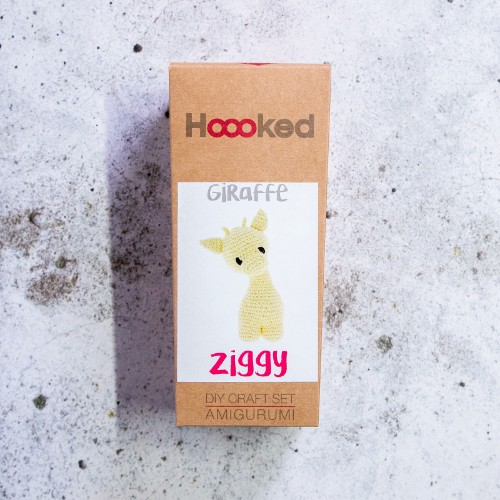 Hoooked
GiRaffe
Ziggy
DIY CRAFT SET
AMIGURUMI